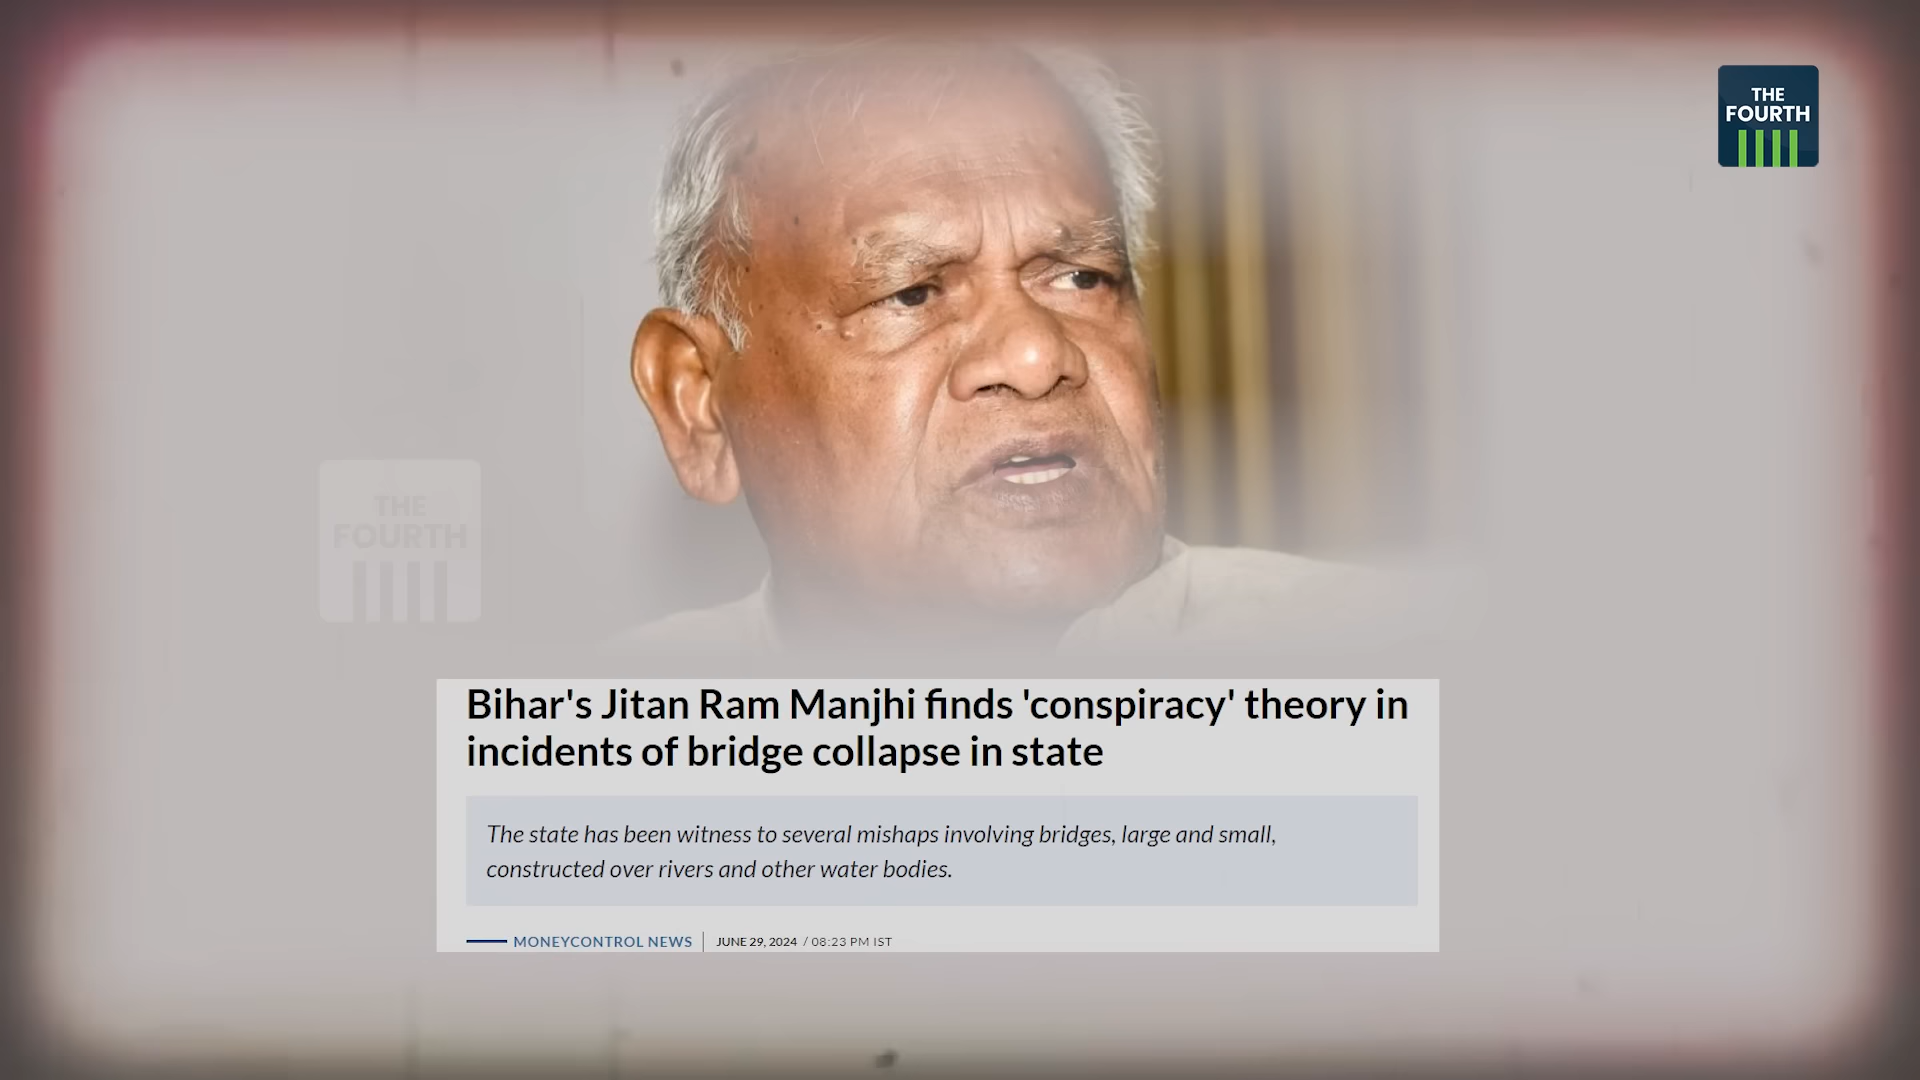 THE
FOURTH
THE
FOURTH
Bihar's Jitan Ram Manjhi finds 'conspiracy' theory in
incidents of bridge collapse in state
The state has been witness to several mishaps involving bridges, large and small,
constructed over rivers and other water bodies.
MONEYCONTROL NEWS | JUNE 29, 2024 / 08:23 PM IST